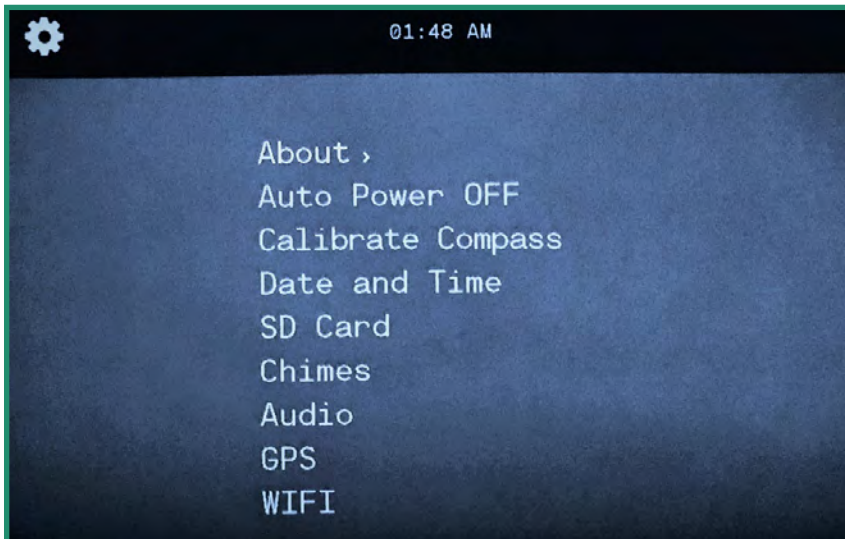 01:48 AM
About ›
Auto Power OFF
Calibrate Compass
Date and Time
SD Card
Chimes
Audio
GPS
WIFI